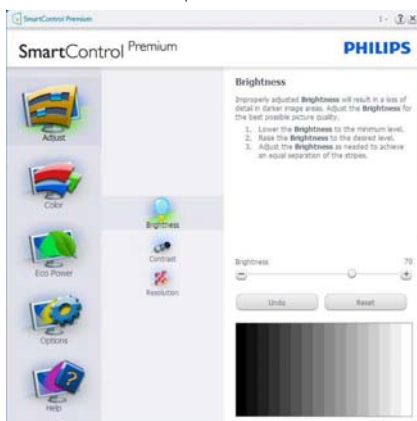 SmartControl Premium
SmartControl Premium
PHILIPS
Adjust
Color
Eco Power
Options
Help
Brightness
Contrast
Resolution
Brightness
Improperly adjusted Brightness will result in a loss of
detail in darker image areas. Adjust the Brightness for
the best possible picture quality.
1. Lower the Brightness to the minimum level.
2. Raise the Brightness to the desired level.
3. Adjust the Brightness as needed to achieve
an equal separation of the stripes.
Brightness 70
Undo Reset